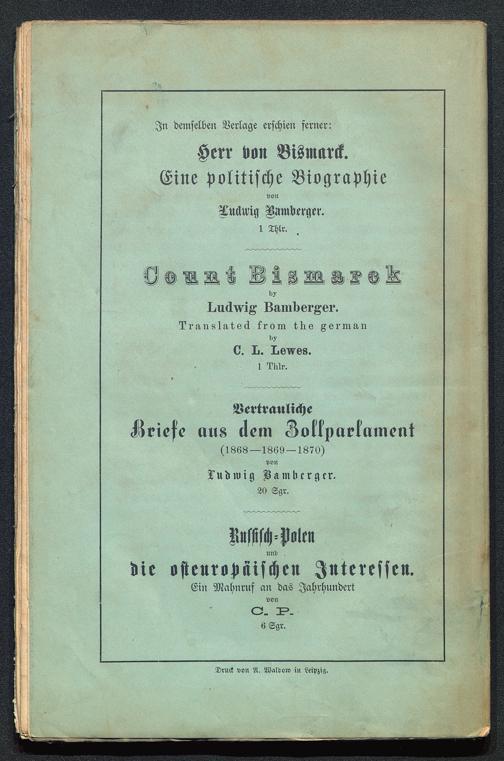 In demselben Verlage erschien ferner:
Herr von Bismarck.
Eine politische Biographie
von
Ludwig Bamberger.
1 Thlr.
Count Bismarck
by
Ludwig Bamberger.
Translated from the german
by
C. L. Lewes.
1 Thlr.
Vertrauliche
Briefe aus dem Zollparlament
(1868—1869—1870)
von
Ludwig Bamberger.
20 Sgr.
Russisch-Polen
und
die osteuropäischen Interessen.
Ein Mahnruf an das Jahrhundert
von
C. P.
6 Sgr.
Druck von A. Waldow in Leipzig.